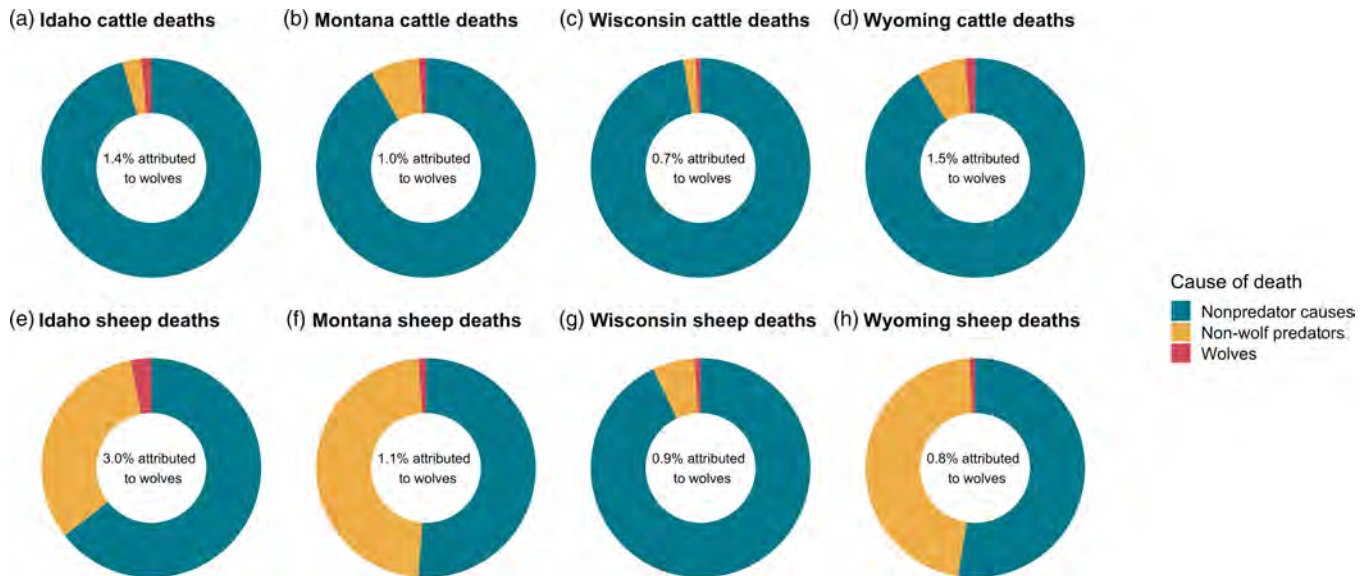 (a) Idaho cattle deaths
(b) Montana cattle deaths
(c) Wisconsin cattle deaths
(d) Wyoming cattle deaths
1.4% attributed
to wolves
1.0% attributed
to wolves
0.7% attributed
to wolves
1.5% attributed
to wolves
(e) Idaho sheep deaths
(f) Montana sheep deaths
(g) Wisconsin sheep deaths
(h) Wyoming sheep deaths
3.0% attributed
to wolves
1.1% attributed
to wolves
0.9% attributed
to wolves
0.8% attributed
to wolves
Cause of death
Nonpredator causes
Non-wolf predators
Wolves